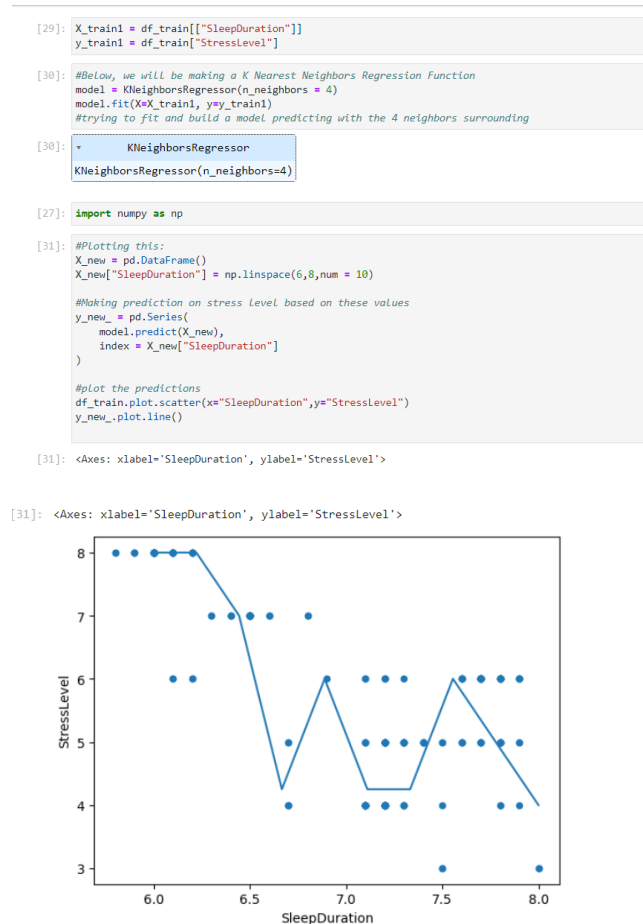 [29]: X_train1 = df_train[["SleepDuration"]]
y_train1 = df_train["StressLevel"]
[30]: #Below, we will be making a K Nearest Neighbors Regression Function
model = KNeighborsRegressor(n_neighbors = 4)
model.fit(X=X_train1, y=y_train1)
#trying to fit and build a model predicting with the 4 neighbors surrounding
[30]: ▾ KNeighborsRegressor
KNeighborsRegressor(n_neighbors=4)
[27]: import numpy as np
[31]: #Plotting this:
X_new = pd.DataFrame()
X_new["SleepDuration"] = np.linspace(6,8,num = 10)
#Making prediction on stress level based on these values
y_new_ = pd.Series(
model.predict(X_new),
index = X_new["SleepDuration"]
)
#plot the predictions
df_train.plot.scatter(x="SleepDuration",y="StressLevel")
y_new_.plot.line()
[31]: <Axes: xlabel='SleepDuration', ylabel='StressLevel'>
[31]: <Axes: xlabel='SleepDuration', ylabel='StressLevel'>
8
7
6
5
4
3
StressLevel
6.0 6.5 7.0 7.5 8.0
SleepDuration